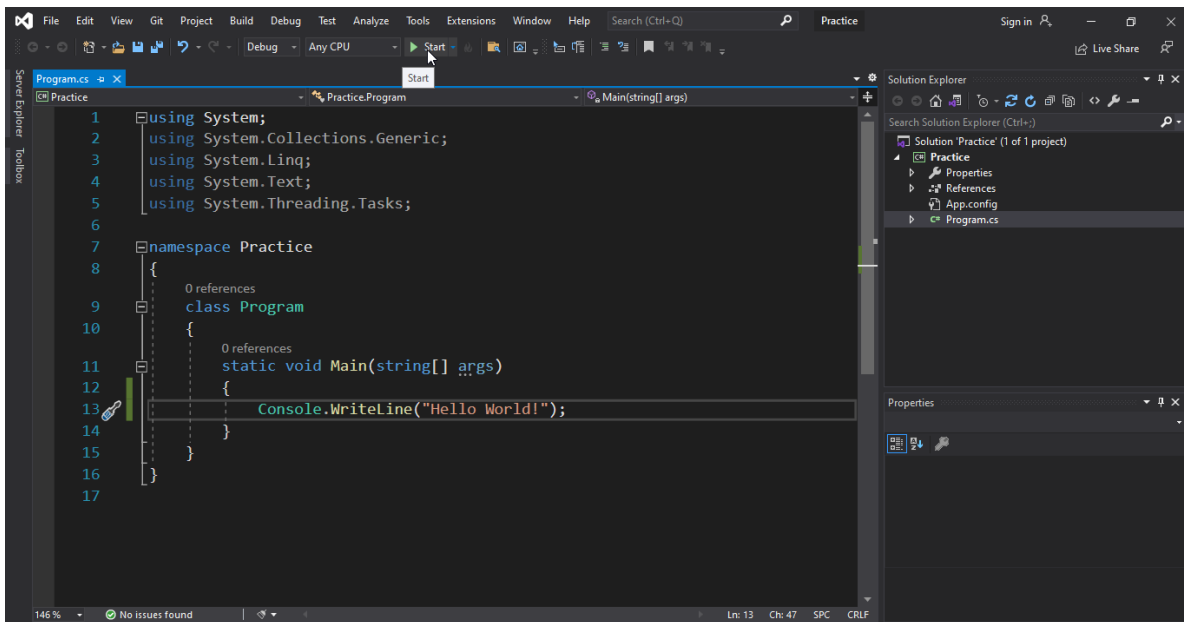 File Edit View Git Project Build Debug Test Analyze Tools Extensions Window Help Search (Ctrl+Q) Practice Sign in
Debug Any CPU Start Live Share
Server Explorer
Toolbox
Program.cs
Start
Practice Practice.Program Main(string[] args)
1 using System;
2 using System.Collections.Generic;
3 using System.Linq;
4 using System.Text;
5 using System.Threading.Tasks;
6
7 namespace Practice
8 {
0 references
9 class Program
10 {
0 references
11 static void Main(string[] args)
12 {
13 Console.WriteLine("Hello World!");
14 }
15 }
16 }
17
146 % No issues found Ln: 13 Ch: 47 SPC CRLF
Solution Explorer
Search Solution Explorer (Ctrl+;)
Solution 'Practice' (1 of 1 project)
C# Practice
Properties
References
App.config
C# Program.cs
Properties